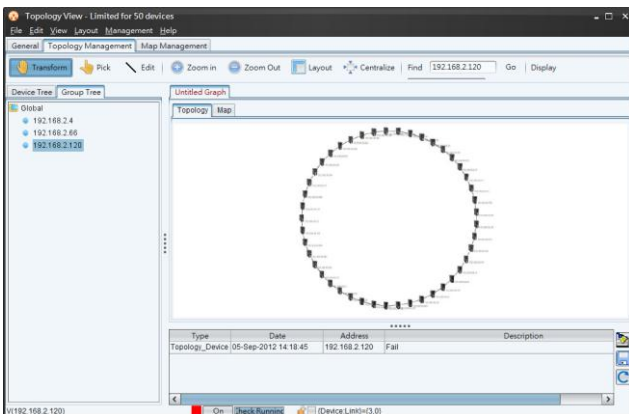 Topology View - Limited for 50 devices
File Edit View Layout Management Help
General Topology Management Map Management
Transform Pick Edit Zoom in Zoom Out Layout Centralize Find 192.168.2.120 Go Display
Device Tree Group Tree
Untitled Graph
Global
192.168.2.4
192.168.2.66
192.168.2.120
Topology Map
Type Date Address Description
Topology_Device 05-Sep-2012 14:18:45 192.168.2.120 Fail
V(192.168.2.120)
On Check Running (Device:Link)=(3,0)